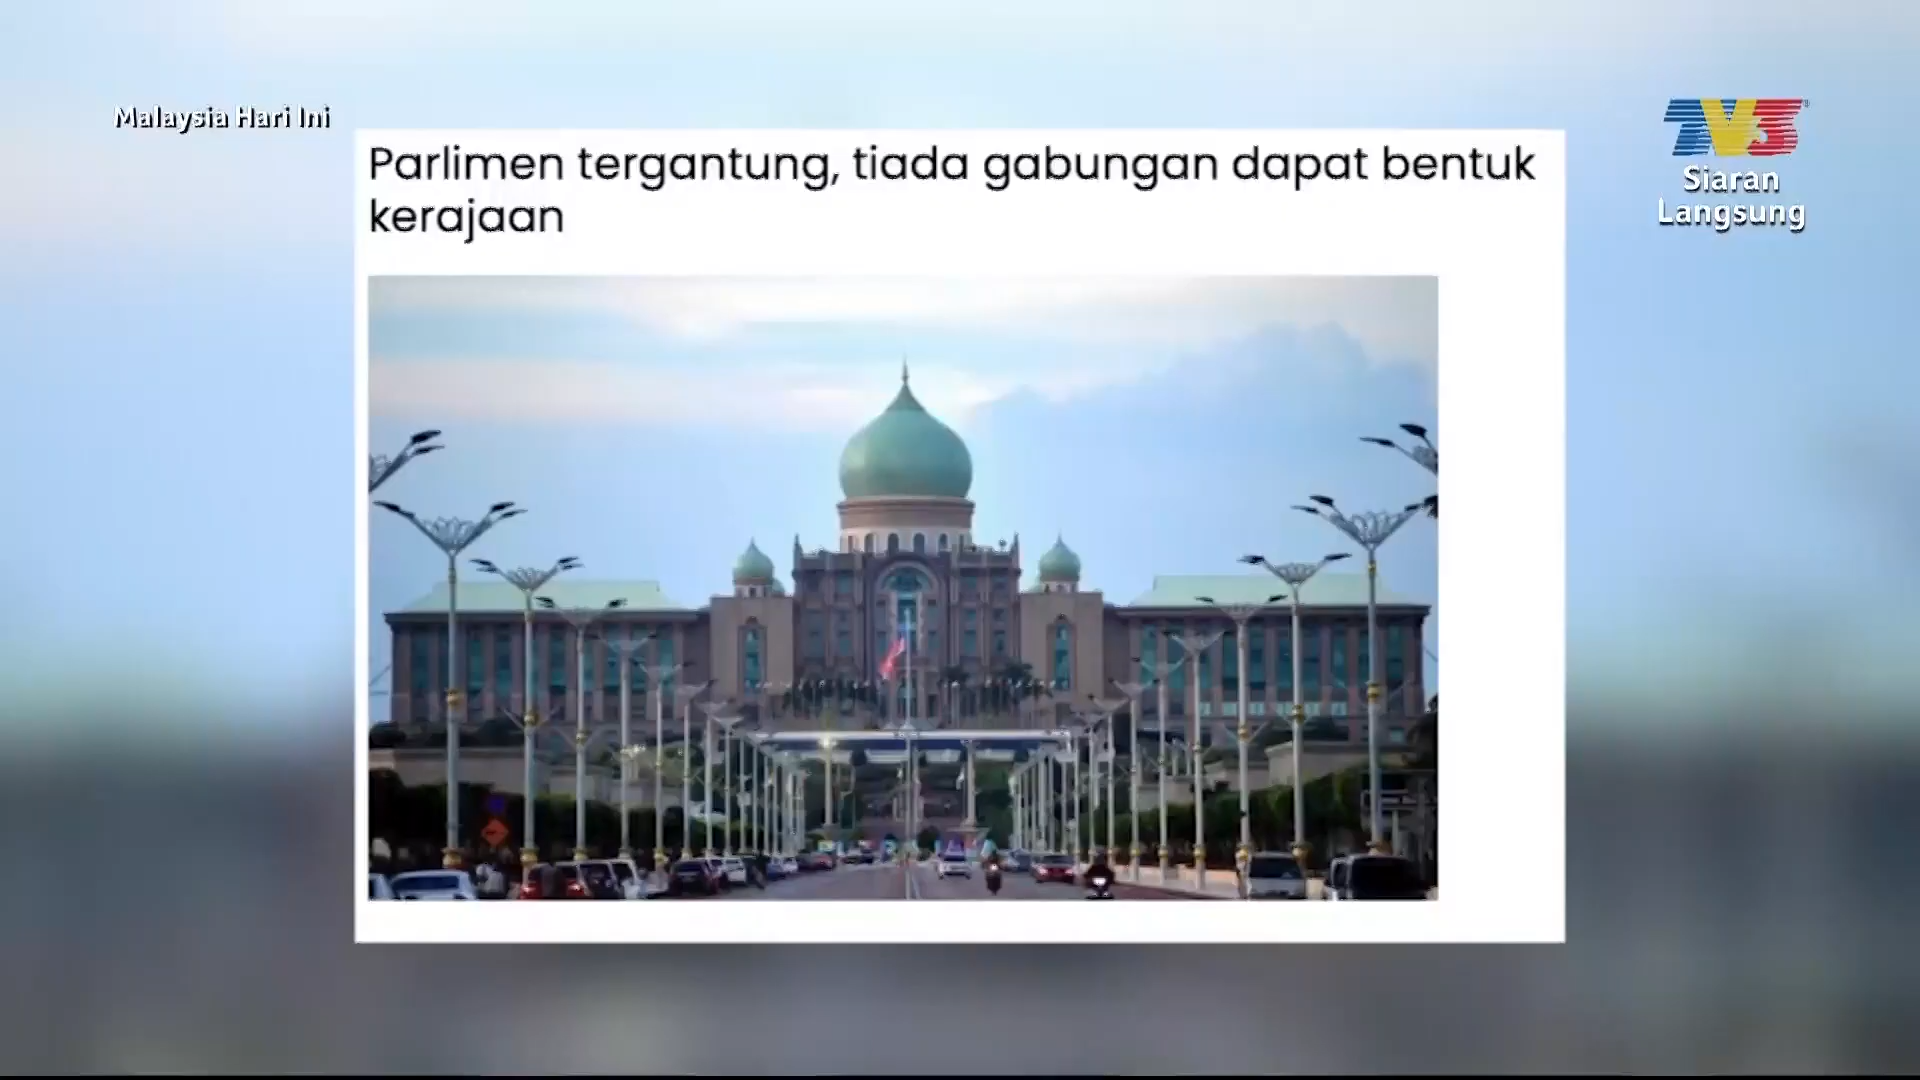 Malaysia Hari Ini
TV3
Siaran
Langsung
Parlimen tergantung, tiada gabungan dapat bentuk
kerajaan